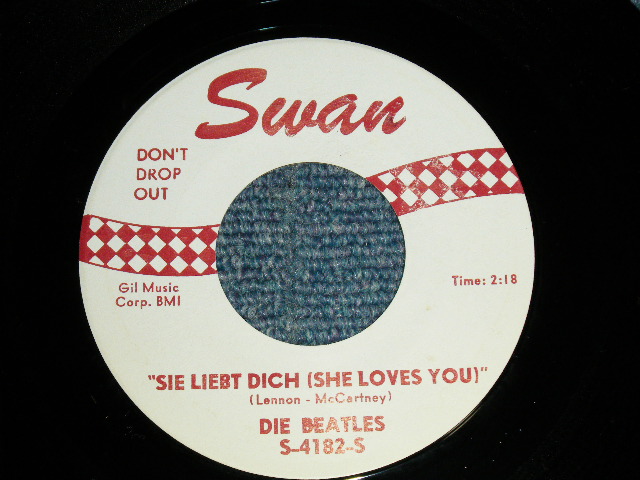 Swan
DON'T
DROP
OUT
Gil Music
Corp. BMI
Time: 2:18
"SIE LIEBT DICH (SHE LOVES YOU)"
(Lennon - McCartney)
DIE BEATLES
S-4182-S